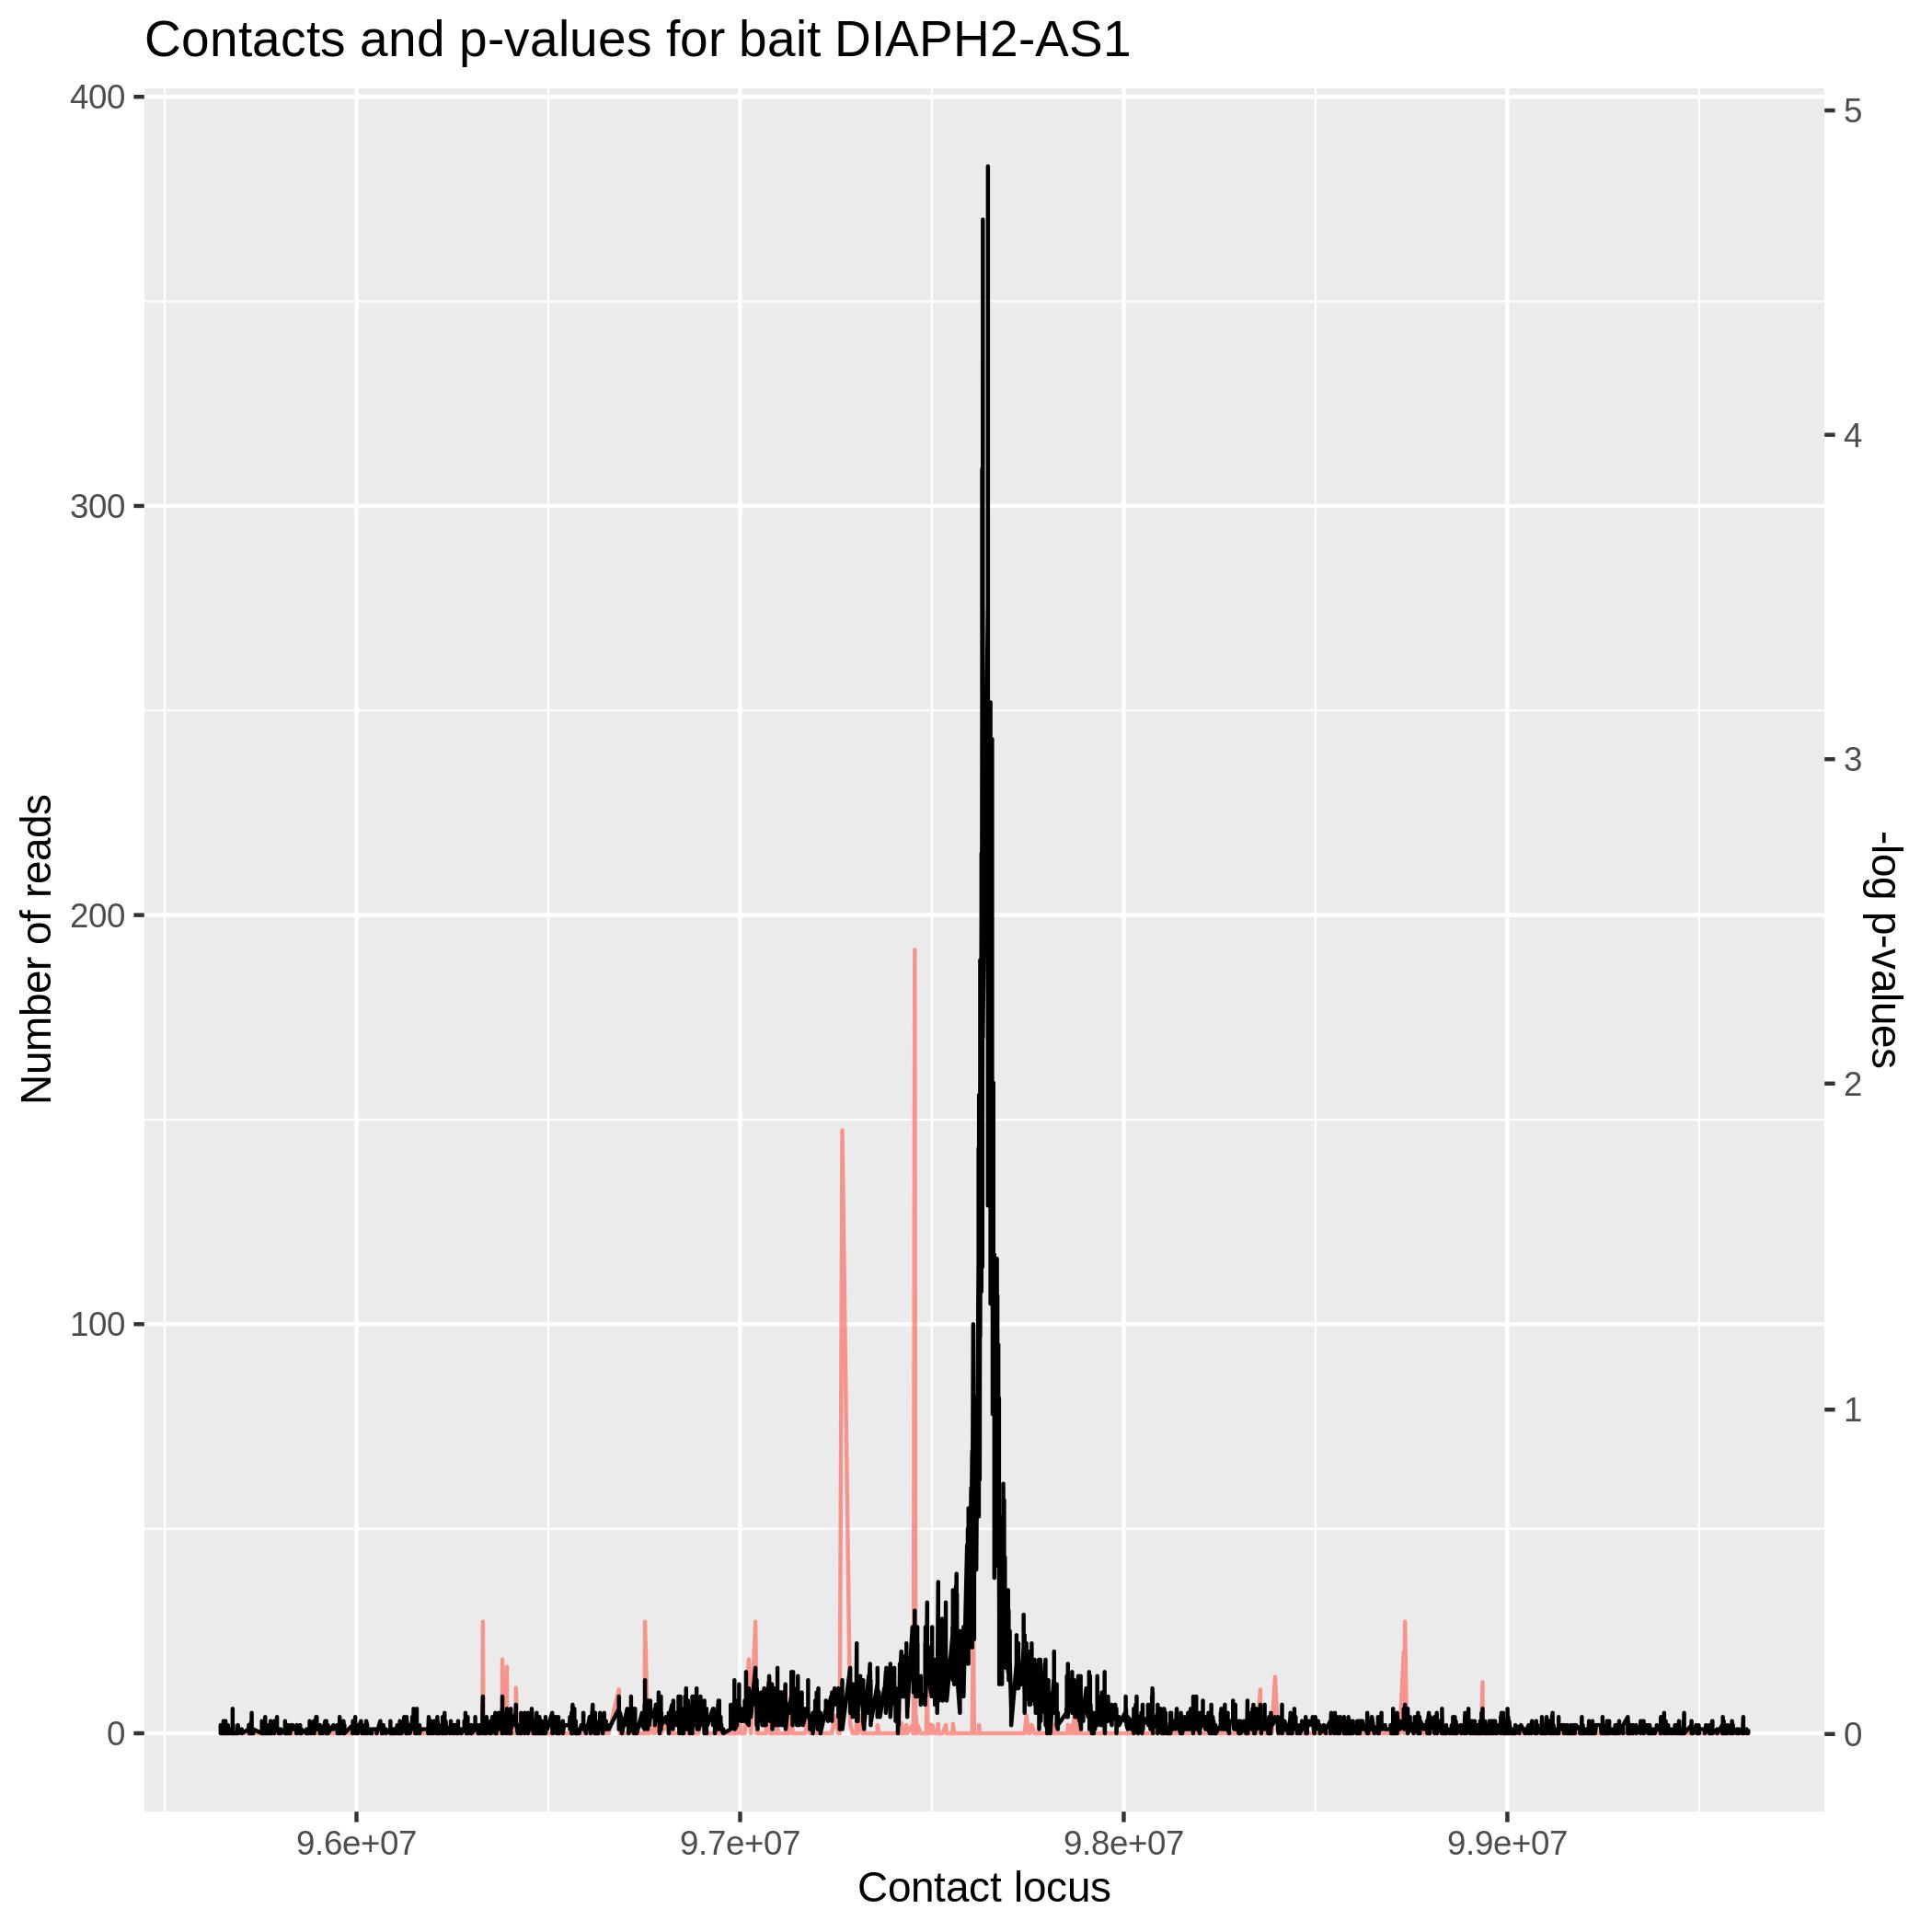 Contacts and p-values for bait DIAPH2-AS1
400
300
200
100
0
5
4
3
2
1
0
Number of reads
-log p-values
9.6e+07 9.7e+07 9.8e+07 9.9e+07
Contact locus